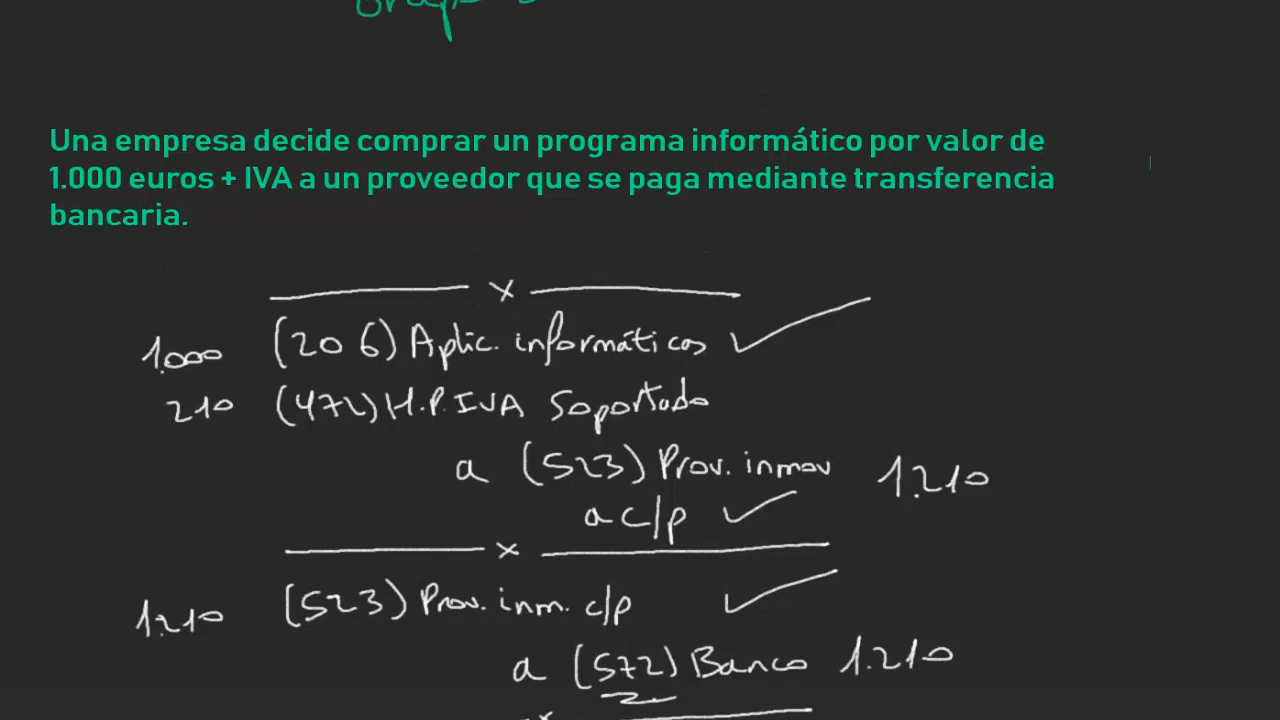 Una empresa decide comprar un programa informático por valor de
1.000 euros + IVA a un proveedor que se paga mediante transferencia
bancaria.
x
1.000 (206) Aplic. informáticas
210 (472) H.P. IVA Soportado
a (523) Prov. inmov 1.210
a c/p
x
1.210 (523) Prov. inm. c/p
a (572) Banco 1.210
x